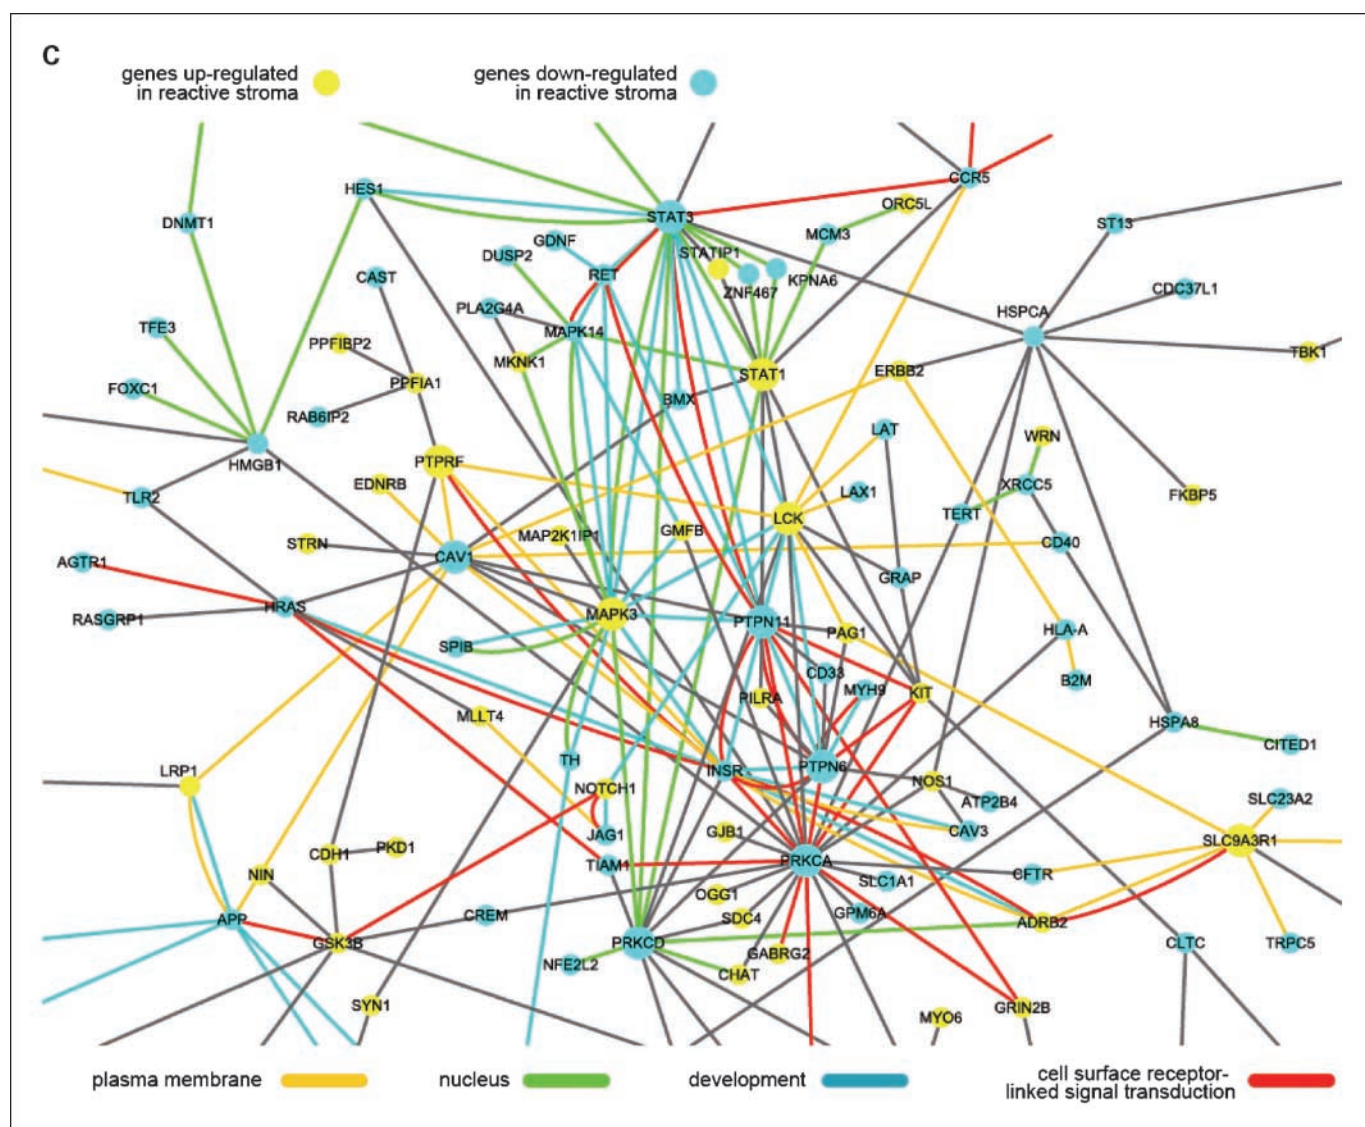 C
genes up-regulated
in reactive stroma
genes down-regulated
in reactive stroma
HES1
CCR5
ORC5L
STAT3
DNMT1
MCM3
ST13
GDNF
DUSP2
STATIP1
RET
ZNF467
KPNA6
CAST
CDC37L1
PLA2G4A
HSPCA
TFE3
MAPK14
PPFIBP2
TBK1
MKNK1
STAT1
ERBB2
PPFIA1
FOXC1
BMX
RAB6IP2
LAT
WRN
HMGB1
PTPRF
EDNRB
XRCC5
TLR2
LAX1
FKBP5
TERT
LCK
STRN
MAP2K1IP1
GMFB
CD40
CAV1
AGTR1
GRAP
HRAS
RASGRP1
MAPK3
PTPN11
PAG1
HLA-A
SPIB
CD33
B2M
PILRA
MYH9
KIT
MLLT4
HSPA8
CITED1
TH
LRP1
INSR
PTPN6
NOS1
NOTCH1
ATP2B4
SLC23A2
GJB1
CAV3
JAG1
SLC9A3R1
CDH1
PKD1
TIAM1
PRKCA
NIN
SLC1A1
CFTR
OGG1
APP
CREM
SDC4
GPM6A
ADRB2
GSK3B
PRKCD
CLTC
TRPC5
GABRG2
NFE2L2
CHAT
SYN1
GRIN2B
MYO6
plasma membrane
nucleus
development
cell surface receptor-
linked signal transduction